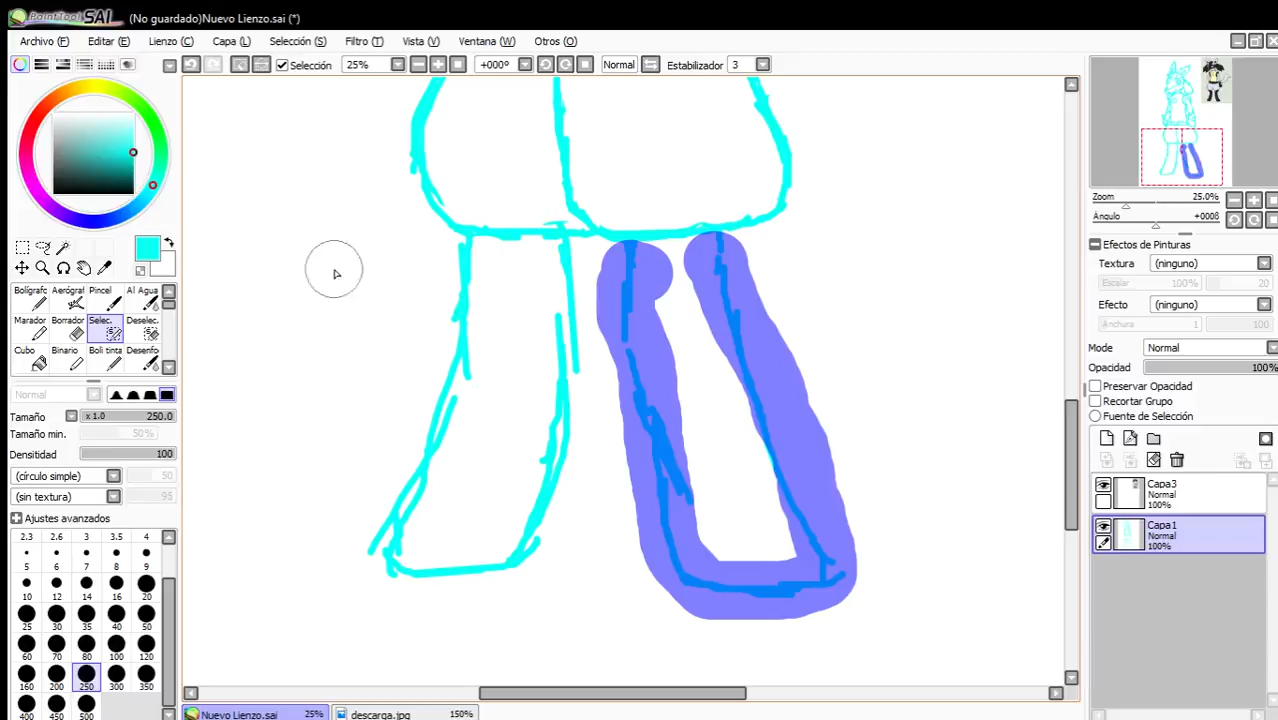 PaintTool SAI (No guardado)Nuevo Lienzo.sai (*)
Archivo (F) Editar (E) Lienzo (C) Capa (L) Selección (S) Filtro (T) Vista (V) Ventana (W) Otros (O)
Selección 25% +000º Normal Estabilizador 3
Zoom 25.0%
Ángulo +000ß
Efectos de Pinturas
Textura (ninguno)
Escalar 100% 20
Efecto (ninguno)
Anchura 1 100
Mode Normal
Opacidad 100%
Preservar Opacidad
Recortar Grupo
Fuente de Selección
Capa3
Normal
100%
Capa1
Normal
100%
Bolígrafo Aerógraf Pincel Al Agua
Marador Borrador Selec. Deselec.
Cubo Binario Boli tinta Desenfo
Normal
Tamaño x 1.0 250.0
Tamaño min. 50%
Densitidad 100
(círculo simple) 50
(sin textura) 95
Ajustes avanzados
2.3 2.6 3 3.5 4
5 6 7 8 9
10 12 14 16 20
25 30 35 40 50
60 70 80 100 120
160 200 250 300 350
400 450 500
Nuevo Lienzo.sai 25% descarga.jpg 150%